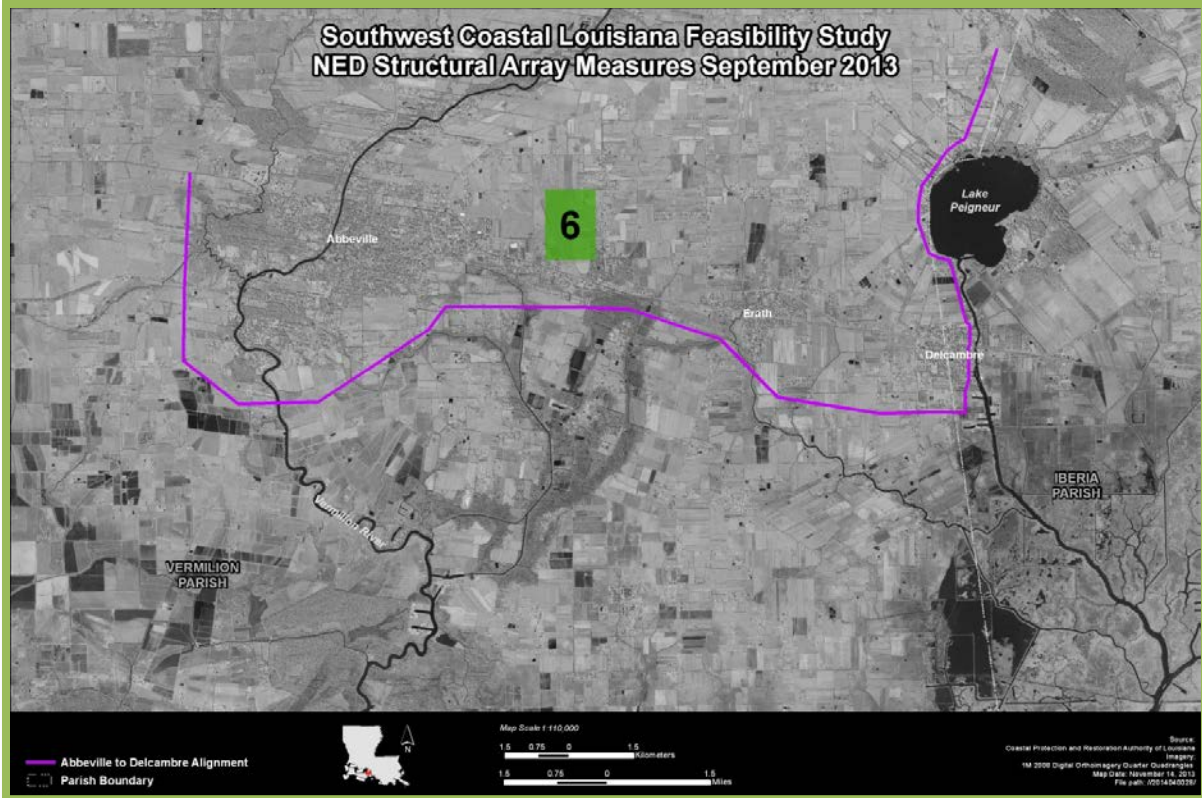 Southwest Coastal Louisiana Feasibility Study
NED Structural Array Measures September 2013
Lake
Peigneur
6
Abbeville
Erath
Delcambre
IBERIA
PARISH
Vermilion River
VERMILION
PARISH
Abbeville to Delcambre Alignment
Parish Boundary
N
Map Scale 1:110,000
1.5 0.75 0 1.5
Kilometers
1.5 0.75 0 1.5
Miles
Source:
Coastal Protection and Restoration Authority of Louisiana
Imagery:
1M 2008 Digital Orthoimagery Quarter Quadrangles
Map Date: November 14, 2013